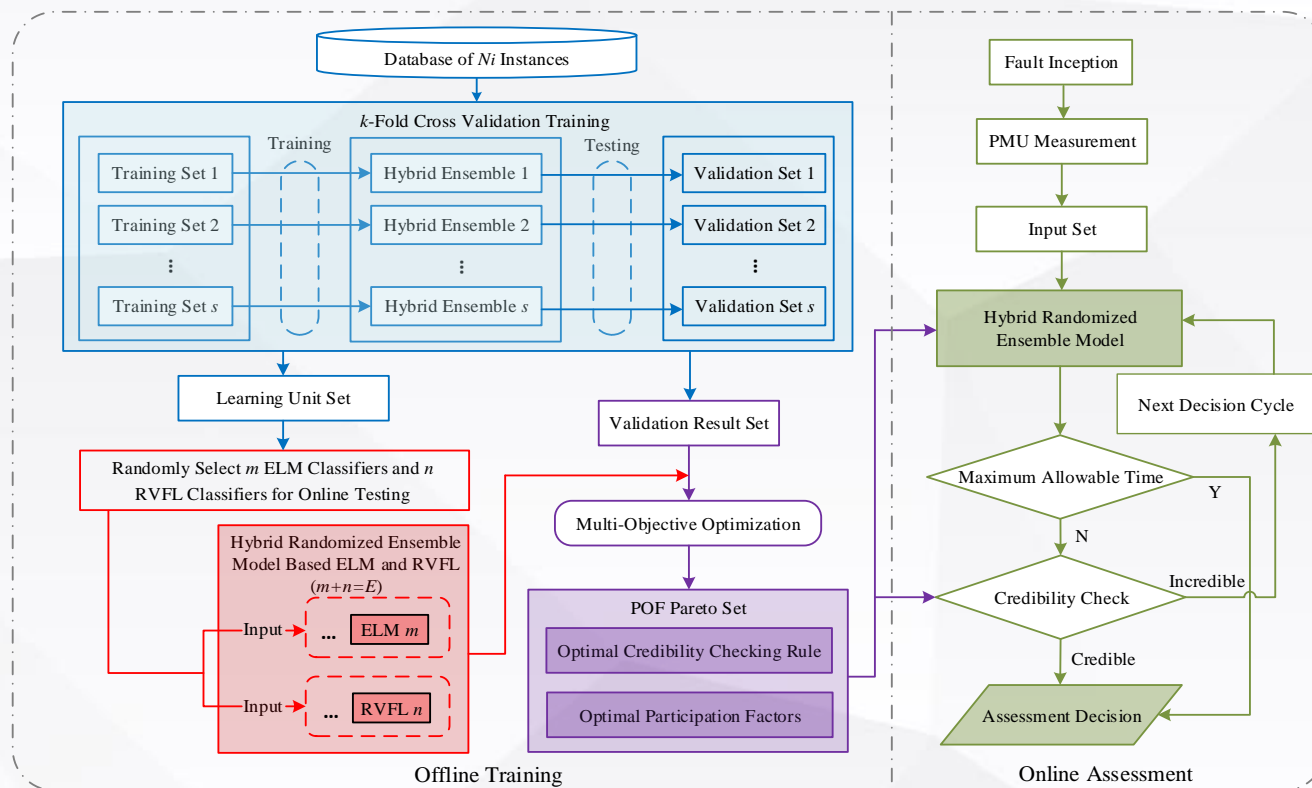 Database of Ni Instances
k-Fold Cross Validation Training
Training
Testing
Training Set 1
Hybrid Ensemble 1
Validation Set 1
Training Set 2
Hybrid Ensemble 2
Validation Set 2
⋮
⋮
⋮
Training Set s
Hybrid Ensemble s
Validation Set s
Learning Unit Set
Validation Result Set
Randomly Select m ELM Classifiers and n
RVFL Classifiers for Online Testing
Multi-Objective Optimization
Hybrid Randomized Ensemble
Model Based ELM and RVFL
(m+n=E)
Input
... ELM m
Input
... RVFL n
POF Pareto Set
Optimal Credibility Checking Rule
Optimal Participation Factors
Offline Training
Fault Inception
PMU Measurement
Input Set
Hybrid Randomized
Ensemble Model
Next Decision Cycle
Maximum Allowable Time
Y
N
Credibility Check
Incredible
Credible
Assessment Decision
Online Assessment